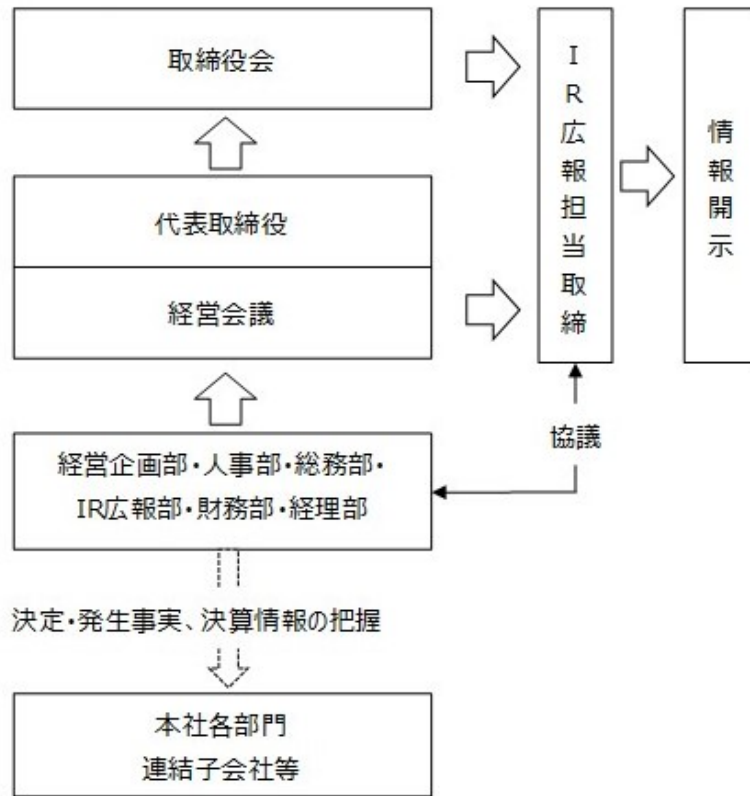 取締役会
代表取締役
経営会議
経営企画部・人事部・総務部・
IR広報部・財務部・経理部
決定・発生事実、決算情報の把握
本社各部門
連結子会社等
IR広報担当取締
協議
情報開示